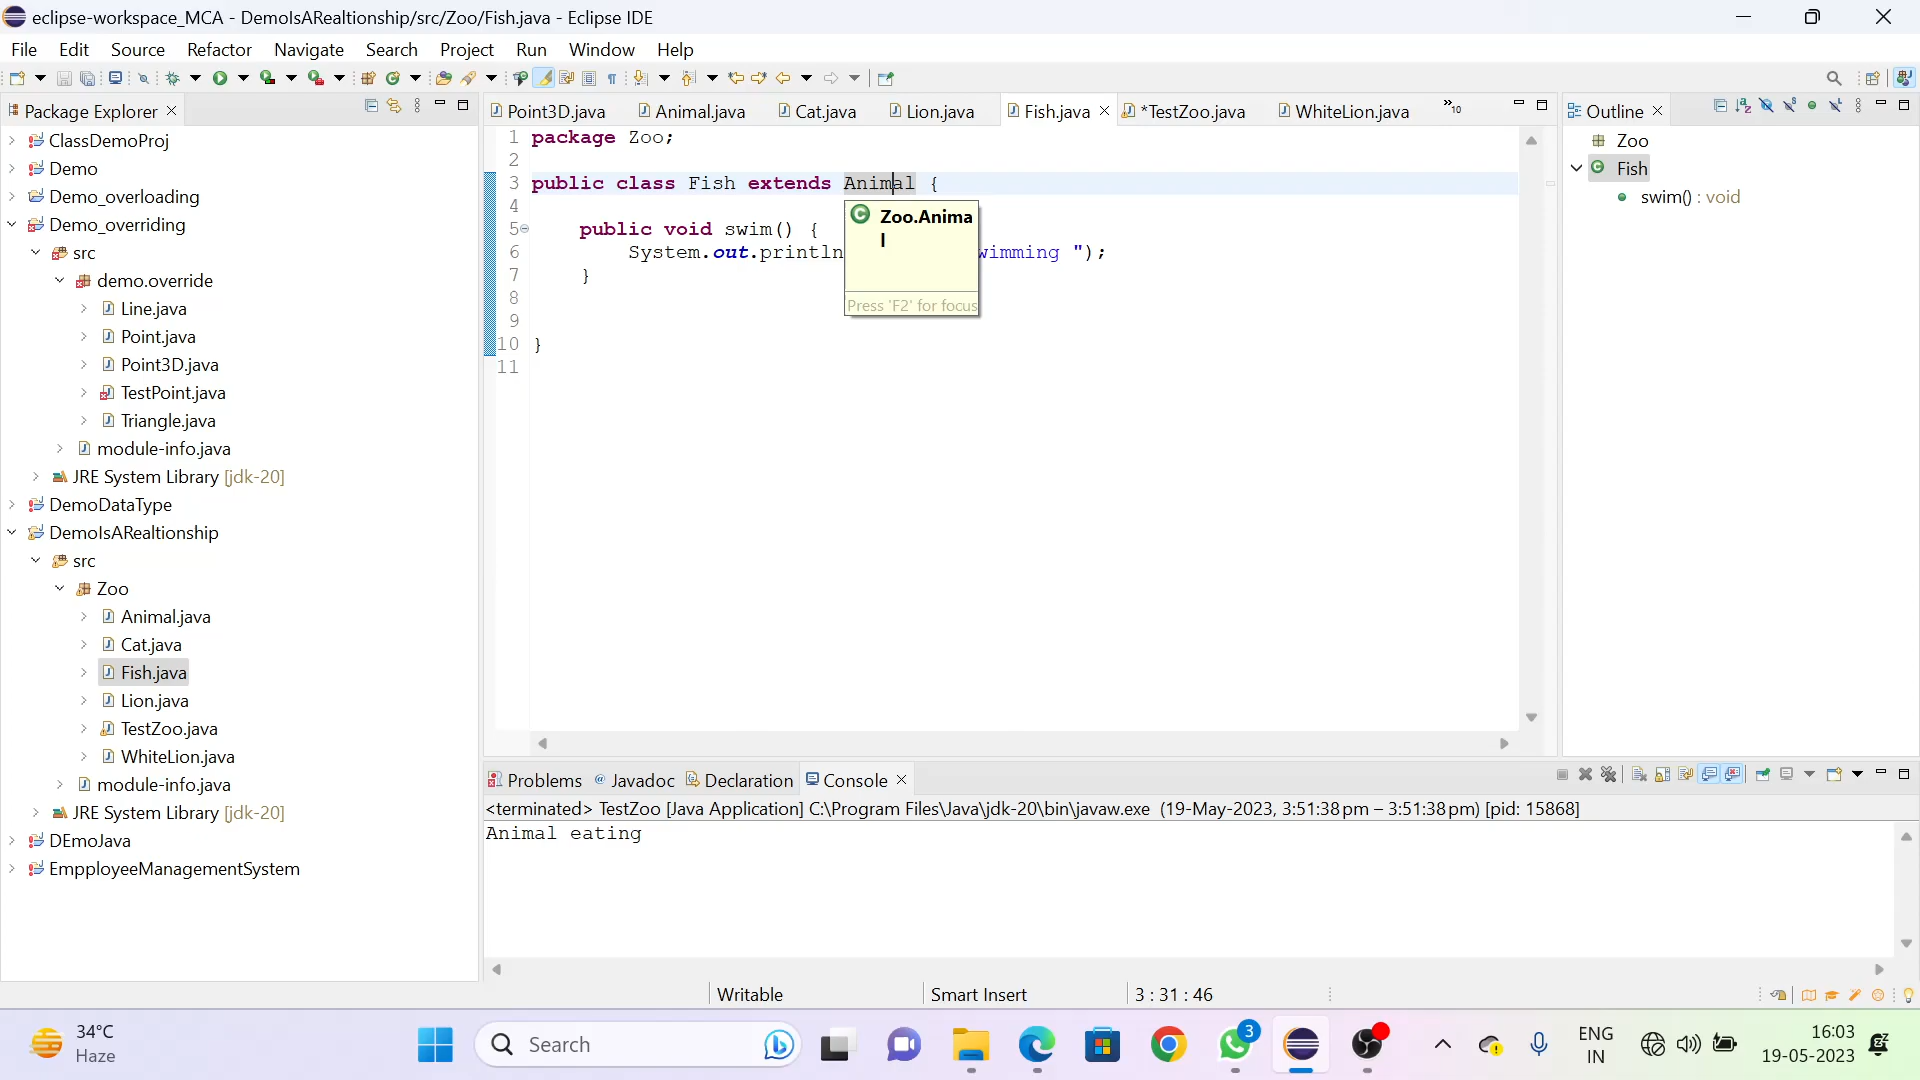 eclipse-workspace_MCA - DemoIsARealtionship/src/Zoo/Fish.java - Eclipse IDE
File Edit Source Refactor Navigate Search Project Run Window Help
Package Explorer
ClassDemoProj
Demo
Demo_overloading
Demo_overriding
src
demo.override
Line.java
Point.java
Point3D.java
TestPoint.java
Triangle.java
module-info.java
JRE System Library [jdk-20]
DemoDataType
DemoIsARealtionship
src
Zoo
Animal.java
Cat.java
Fish.java
Lion.java
TestZoo.java
WhiteLion.java
module-info.java
JRE System Library [jdk-20]
DEmoJava
EmpployeeManagementSystem
Point3D.java Animal.java Cat.java Lion.java Fish.java *TestZoo.java WhiteLion.java »10
1 package Zoo;
2
3 public class Fish extends Animal {
4
5 public void swim() {
6 System.out.println wimming ");
7 }
8
9
10 }
11
Zoo.Anima
l
Press 'F2' for focus
Outline
Zoo
Fish
swim() : void
Problems Javadoc Declaration Console
<terminated> TestZoo [Java Application] C:\Program Files\Java\jdk-20\bin\javaw.exe (19-May-2023, 3:51:38 pm – 3:51:38 pm) [pid: 15868]
Animal eating
Writable Smart Insert 3 : 31 : 46
34°C
Haze
Search
3
ENG
IN
16:03
19-05-2023